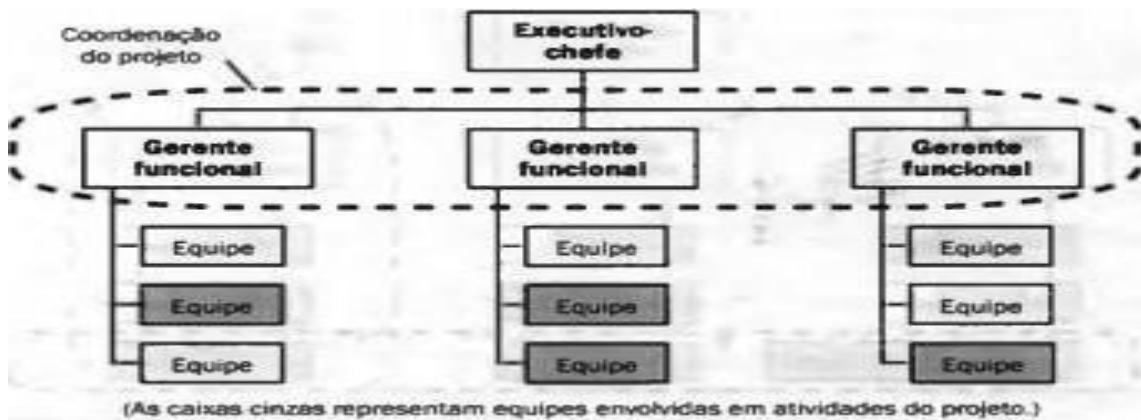 Coordenação
do projeto
Executivo-
chefe
Gerente
funcional
Gerente
funcional
Gerente
funcional
Equipe
Equipe
Equipe
Equipe
Equipe
Equipe
Equipe
Equipe
Equipe
(As caixas cinzas representam equipes envolvidas em atividades do projeto.)